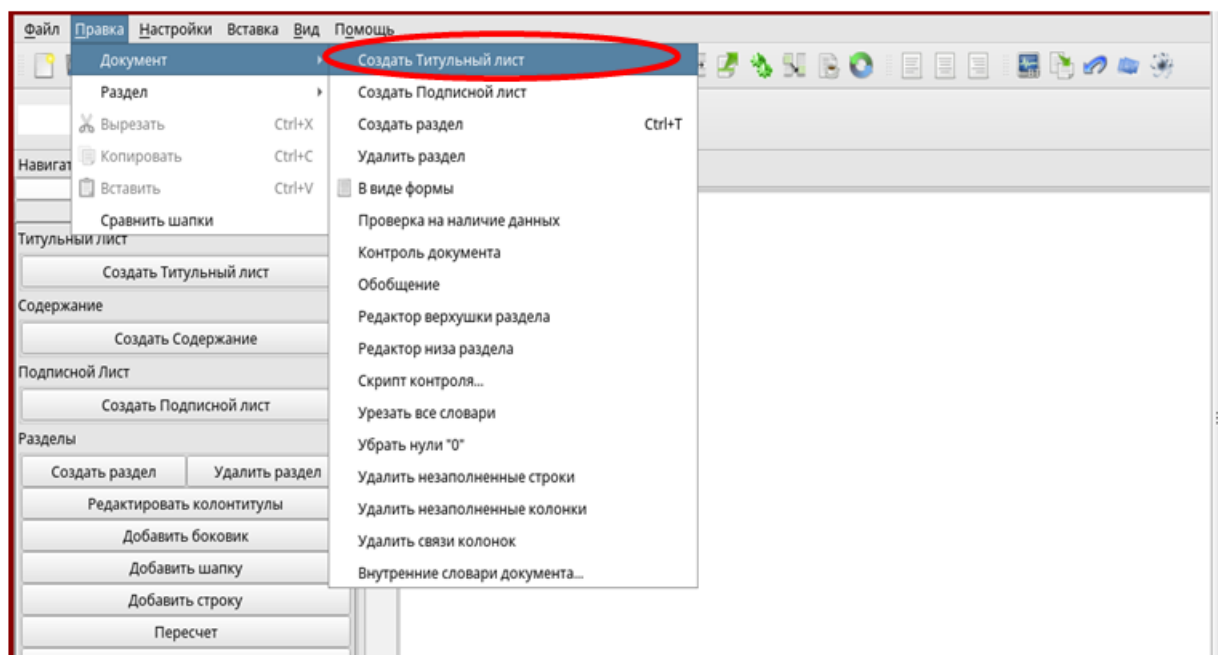 Файл Правка Настройки Вставка Вид Помощь
Документ
Раздел
Вырезать Ctrl+X
Копировать Ctrl+C
Вставить Ctrl+V
Сравнить шапки
Создать Титульный лист
Создать Подписной лист
Создать раздел Ctrl+T
Удалить раздел
В виде формы
Проверка на наличие данных
Контроль документа
Обобщение
Редактор верхушки раздела
Редактор низа раздела
Скрипт контроля...
Урезать все словари
Убрать нули "0"
Удалить незаполненные строки
Удалить незаполненные колонки
Удалить связи колонок
Внутренние словари документа...
Навигат
Титульный Лист
Создать Титульный лист
Содержание
Создать Содержание
Подписной Лист
Создать Подписной лист
Разделы
Создать раздел Удалить раздел
Редактировать колонтитулы
Добавить боковик
Добавить шапку
Добавить строку
Пересчет